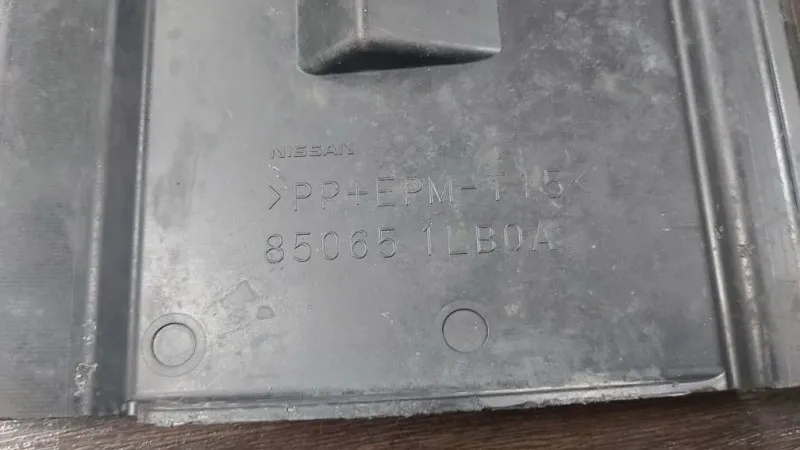 NISSAN
>PP+EPM-T15<
85065 1LB0A